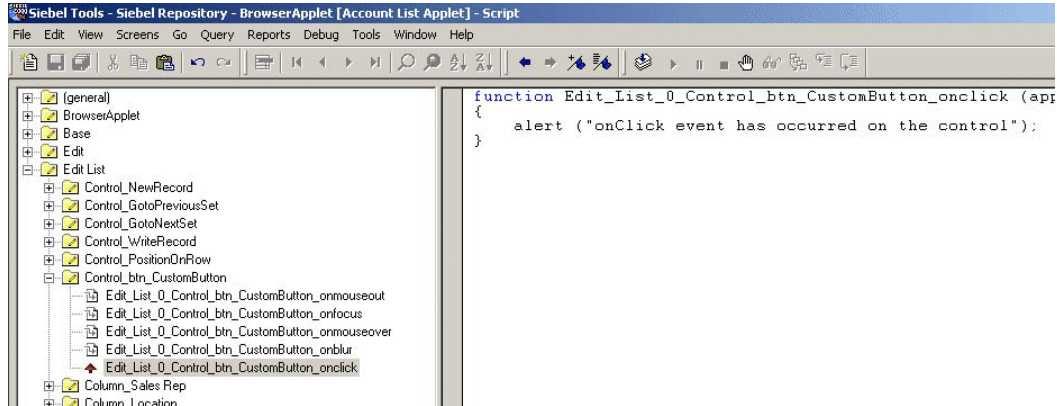 Siebel Tools - Siebel Repository - BrowserApplet [Account List Applet] - Script
File Edit View Screens Go Query Reports Debug Tools Window Help
(general)
BrowserApplet
Base
Edit
Edit List
Control_NewRecord
Control_GotoPreviousSet
Control_GotoNextSet
Control_WriteRecord
Control_PositionOnRow
Control_btn_CustomButton
Edit_List_0_Control_btn_CustomButton_onmouseout
Edit_List_0_Control_btn_CustomButton_onfocus
Edit_List_0_Control_btn_CustomButton_onmouseover
Edit_List_0_Control_btn_CustomButton_onblur
Edit_List_0_Control_btn_CustomButton_onclick
Column_Sales Rep
Column_Location
function Edit_List_0_Control_btn_CustomButton_onclick (app
{
alert ("onClick event has occurred on the control");
}